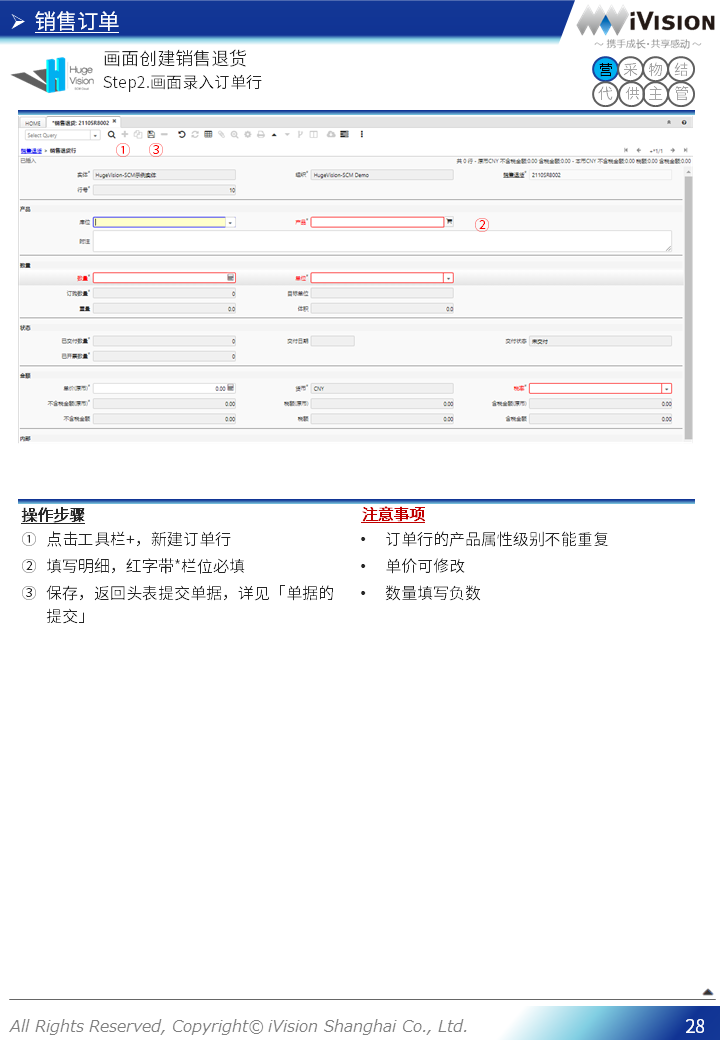 销售订单
iVISION
～ 携手成长·共享感动 ～
Huge
Vision
画面创建销售退货
Step2.画面录入订单行
营 采 物 结
代 供 主 管
HOME *销售退货: 2110SR8002 ×
Select Query
① ③
销售退货 > 销售退货行
1/1
已插入 共 0 行 - 原币CNY 不含税金额:0.00 含税金额:0.00 - 本币CNY 不含税金额:0.00 税额:0.00 含税金额:0.00
实体* HugeVision-SCM示例实体 组织* HugeVision-SCM Demo 销售退货* 2110SR8002
行号* 10
产品
库位 产品* ②
附注
数量
数量* 单位*
订购数量* 0 目标单位
重量 0.0 体积 0.0
状态
已交付数量* 0 交付日期 交付状态 未交付
已开票数量* 0
金额
单价(原币)* 0.00 货币* CNY 税率*
不含税金额(原币)* 0.00 税额(原币) 0.00 含税金额(原币) 0.00
不含税金额 0.00 税额 0.00 含税金额 0.00
内部
操作步骤
① 点击工具栏+，新建订单行
② 填写明细，红字带*栏位必填
③ 保存，返回头表提交单据，详见「单据的
提交」
注意事项
• 订单行的产品属性级别不能重复
• 单价可修改
• 数量填写负数
All Rights Reserved, Copyright© iVision Shanghai Co., Ltd.
28